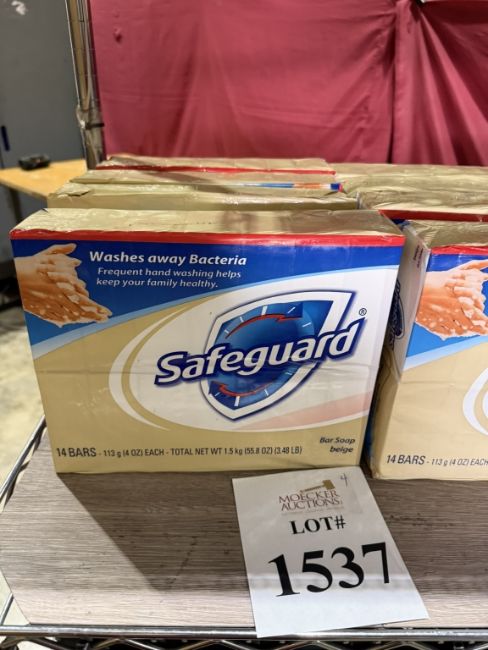 Washes away Bacteria
Frequent hand washing helps
keep your family healthy.
Safeguard®
14 BARS - 113 g (4 OZ) EACH - TOTAL NET WT 1.5 kg (55.8 OZ) (3.48 LB)
Bar Soap
beige
14 BARS - 113 g (4 OZ) EACH
4
MOECKER
AUCTIONS
LOT#
1537